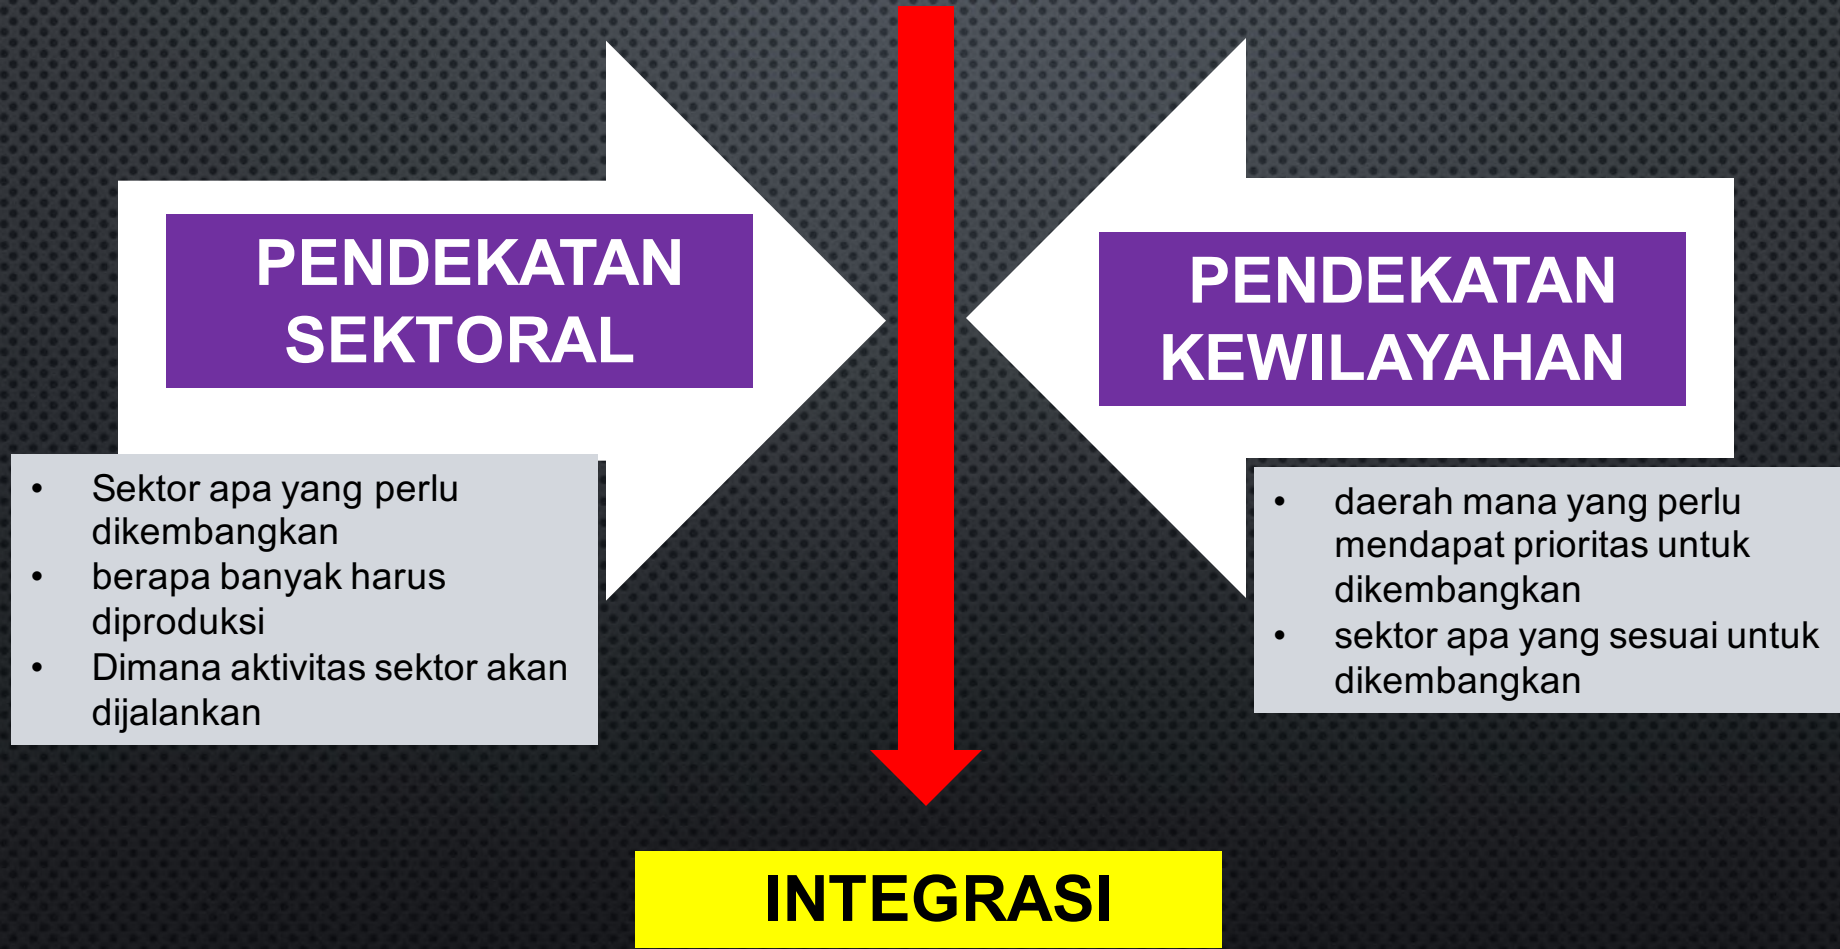 PENDEKATAN
SEKTORAL
• Sektor apa yang perlu
dikembangkan
• berapa banyak harus
diproduksi
• Dimana aktivitas sektor akan
dijalankan
PENDEKATAN
KEWILAYAHAN
• daerah mana yang perlu
mendapat prioritas untuk
dikembangkan
• sektor apa yang sesuai untuk
dikembangkan
INTEGRASI